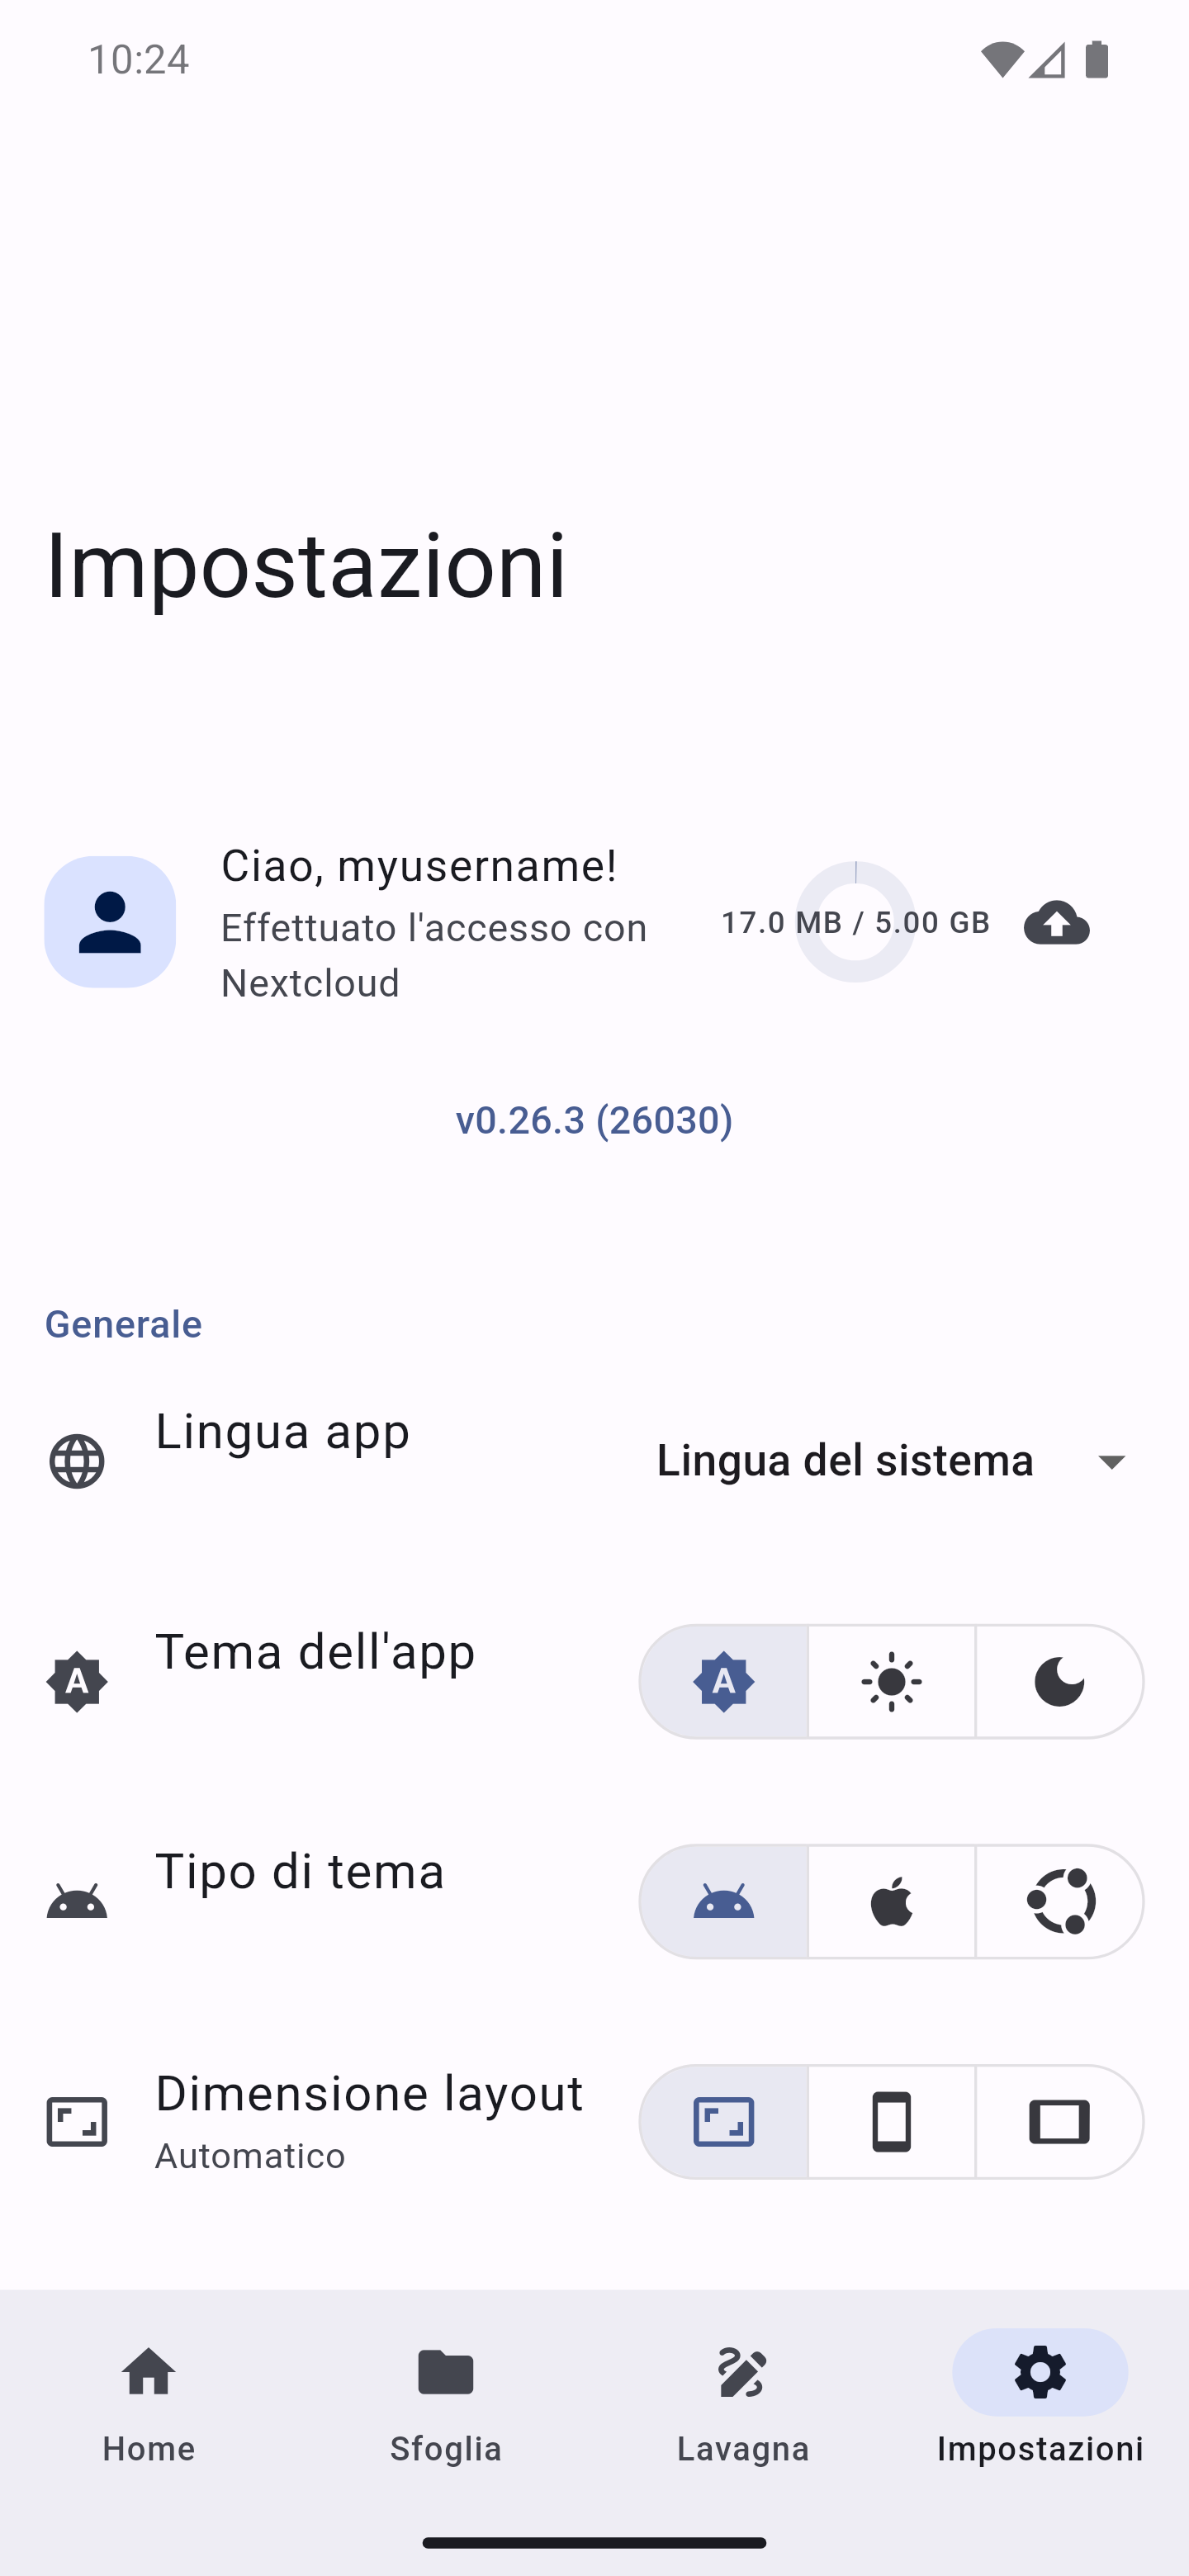 10:24
Impostazioni
Ciao, myusername!
Effettuato l'accesso con
Nextcloud
17.0 MB / 5.00 GB
v0.26.3 (26030)
Generale
Lingua app
Lingua del sistema
Tema dell'app
Tipo di tema
Dimensione layout
Automatico
Home
Sfoglia
Lavagna
Impostazioni